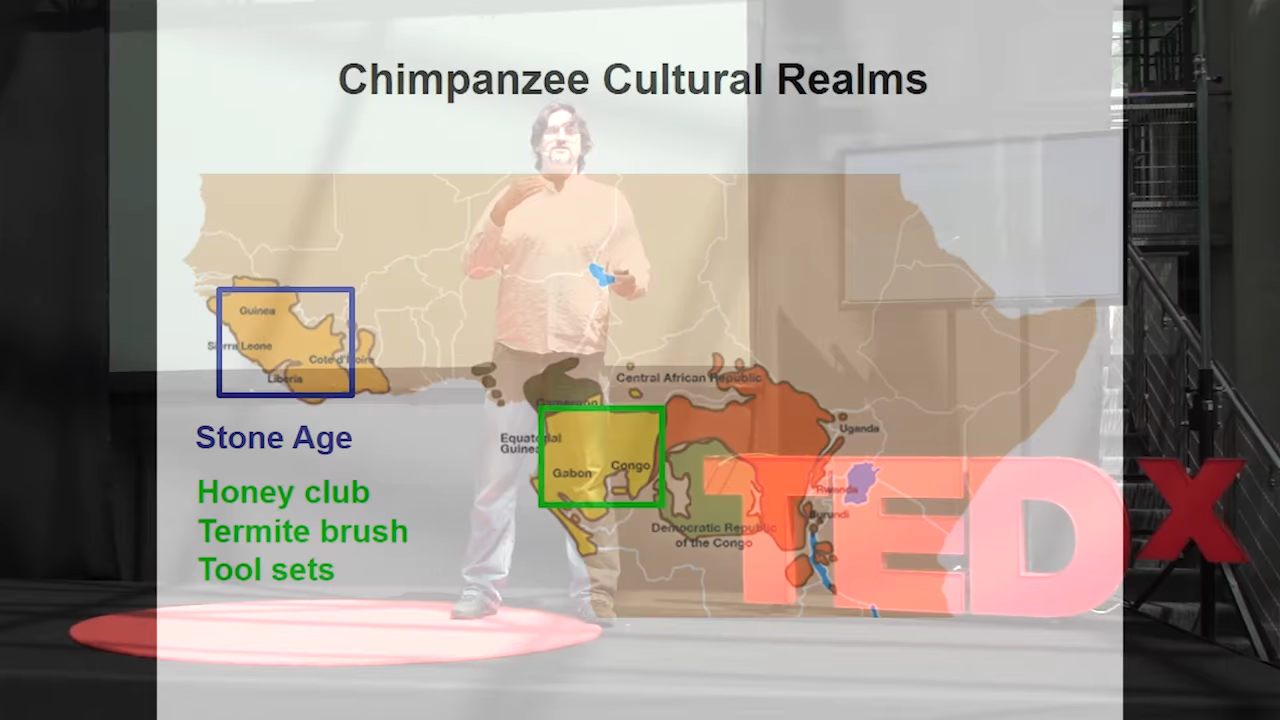 Chimpanzee Cultural Realms
Guinea
Sierra Leone
Cote d'Ivoire
Liberia
Central African Republic
Cameroon
Uganda
Equatorial
Guinea
Gabon
Congo
Rwanda
Burundi
Democratic Republic
of the Congo
Stone Age
Honey club
Termite brush
Tool sets
TEDX